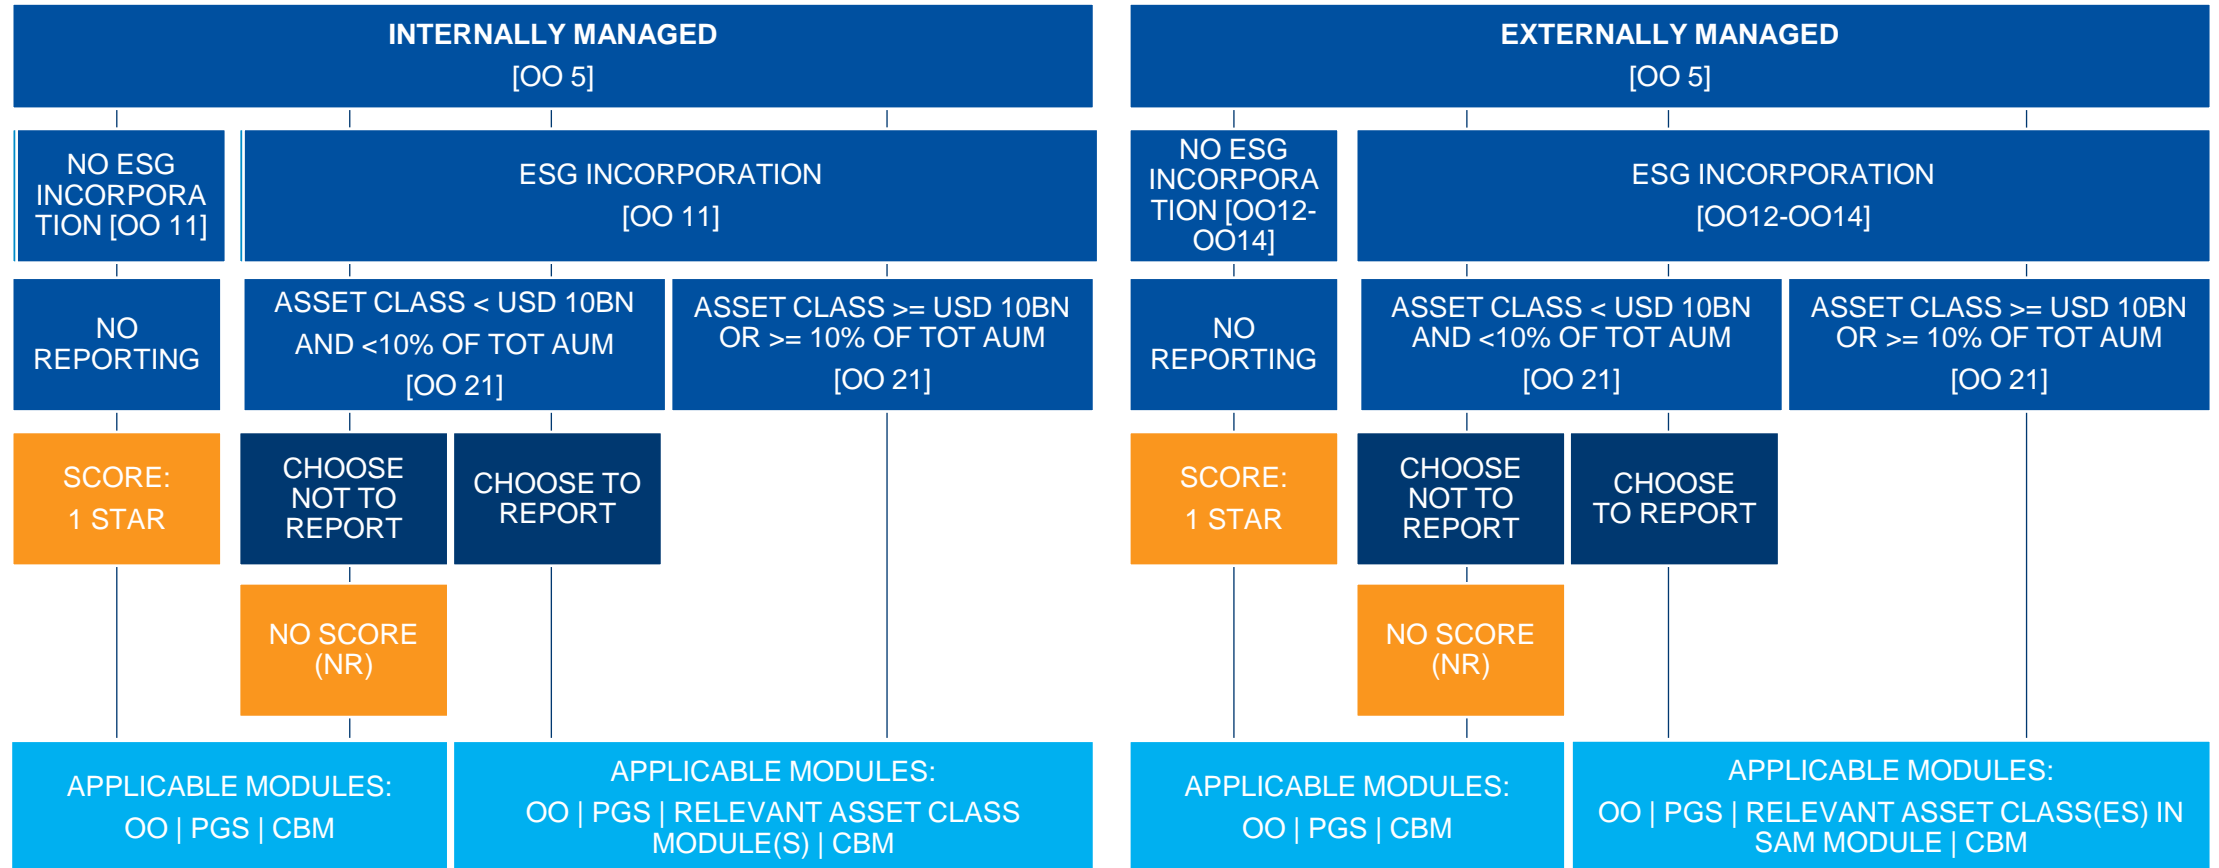 INTERNALLY MANAGED
[OO 5]
EXTERNALLY MANAGED
[OO 5]
NO ESG
INCORPORA
TION [OO 11]
ESG INCORPORATION
[OO 11]
NO ESG
INCORPORA
TION [OO12-
OO14]
ESG INCORPORATION
[OO12-OO14]
NO
REPORTING
ASSET CLASS < USD 10BN
AND <10% OF TOT AUM
[OO 21]
ASSET CLASS >= USD 10BN
OR >= 10% OF TOT AUM
[OO 21]
NO
REPORTING
ASSET CLASS < USD 10BN
AND <10% OF TOT AUM
[OO 21]
ASSET CLASS >= USD 10BN
OR >= 10% OF TOT AUM
[OO 21]
SCORE:
1 STAR
CHOOSE
NOT TO
REPORT
CHOOSE TO
REPORT
SCORE:
1 STAR
CHOOSE
NOT TO
REPORT
CHOOSE
TO REPORT
NO SCORE
(NR)
NO SCORE
(NR)
APPLICABLE MODULES:
OO | PGS | CBM
APPLICABLE MODULES:
OO | PGS | RELEVANT ASSET CLASS
MODULE(S) | CBM
APPLICABLE MODULES:
OO | PGS | CBM
APPLICABLE MODULES:
OO | PGS | RELEVANT ASSET CLASS(ES) IN
SAM MODULE | CBM